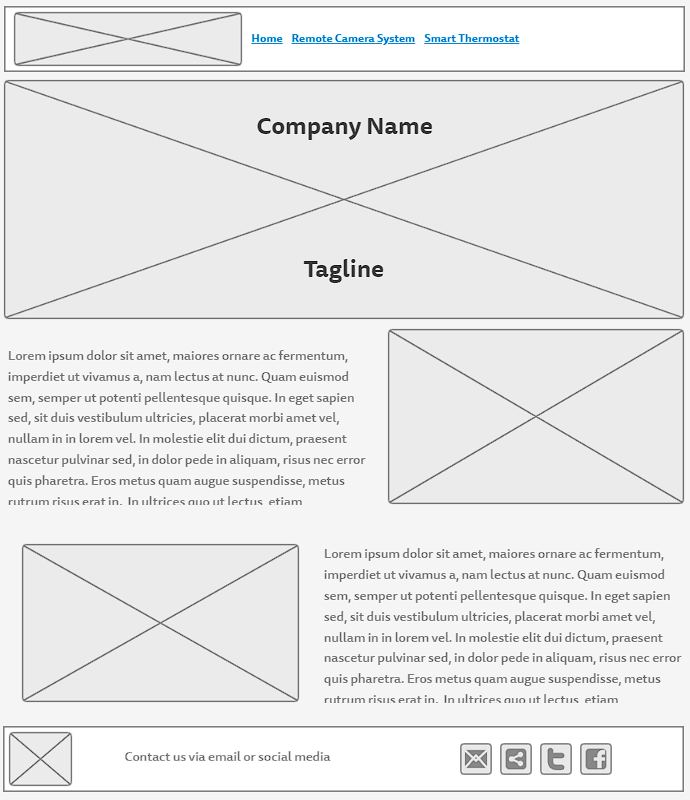 Home Remote Camera System Smart Thermostat
Company Name
Tagline
Lorem ipsum dolor sit amet, maiores ornare ac fermentum,
imperdiet ut vivamus a, nam lectus at nunc. Quam euismod
sem, semper ut potenti pellentesque quisque. In eget sapien
sed, sit duis vestibulum ultricies, placerat morbi amet vel,
nullam in in lorem vel. In molestie elit dui dictum, praesent
nascetur pulvinar sed, in dolor pede in aliquam, risus nec error
quis pharetra. Eros metus quam augue suspendisse, metus
rutrum risus erat in. In ultrices quo ut lectus, etiam
Lorem ipsum dolor sit amet, maiores ornare ac fermentum,
imperdiet ut vivamus a, nam lectus at nunc. Quam euismod
sem, semper ut potenti pellentesque quisque. In eget sapien
sed, sit duis vestibulum ultricies, placerat morbi amet vel,
nullam in in lorem vel. In molestie elit dui dictum, praesent
nascetur pulvinar sed, in dolor pede in aliquam, risus nec error
quis pharetra. Eros metus quam augue suspendisse, metus
rutrum risus erat in. In ultrices quo ut lectus, etiam
Contact us via email or social media